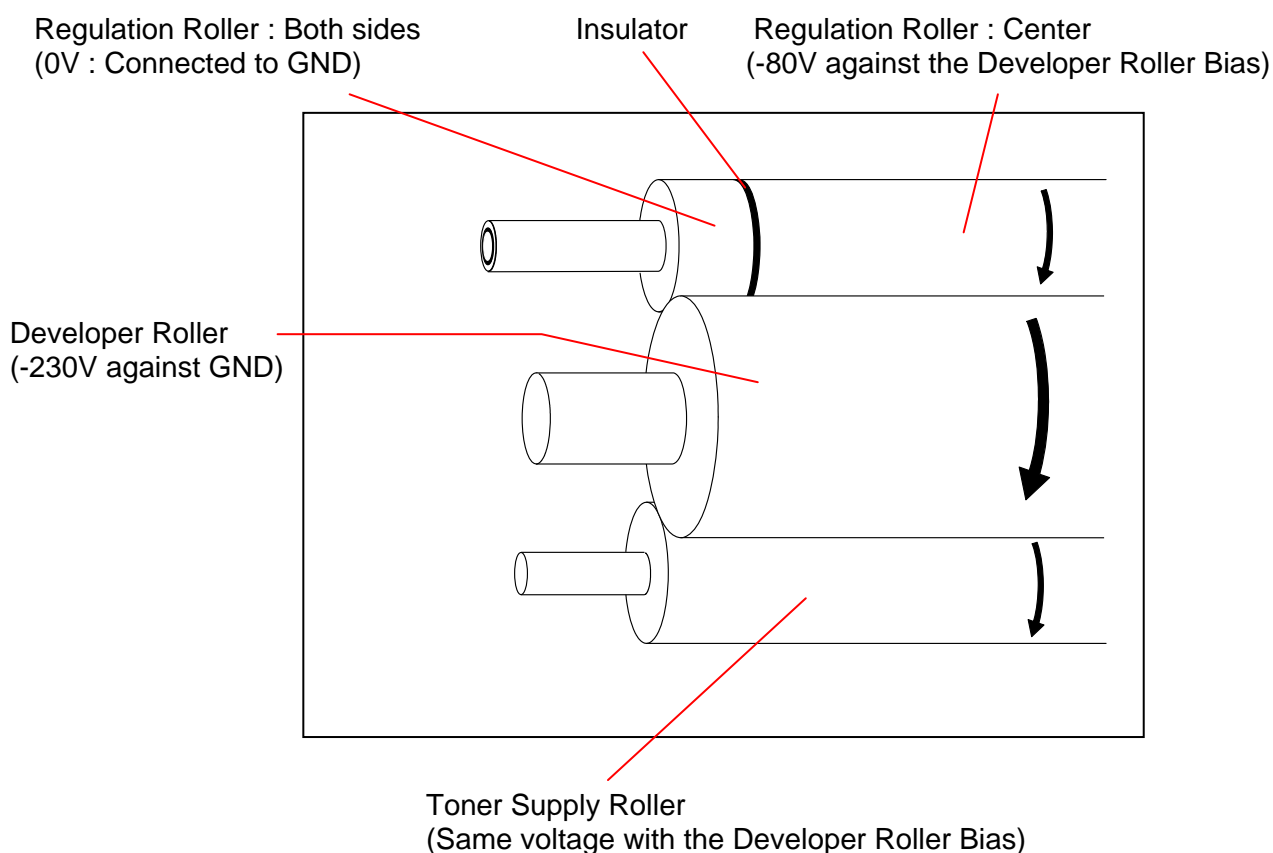 Regulation Roller : Both sides
(0V : Connected to GND)
Insulator
Regulation Roller : Center
(-80V against the Developer Roller Bias)
Developer Roller
(-230V against GND)
Toner Supply Roller
(Same voltage with the Developer Roller Bias)